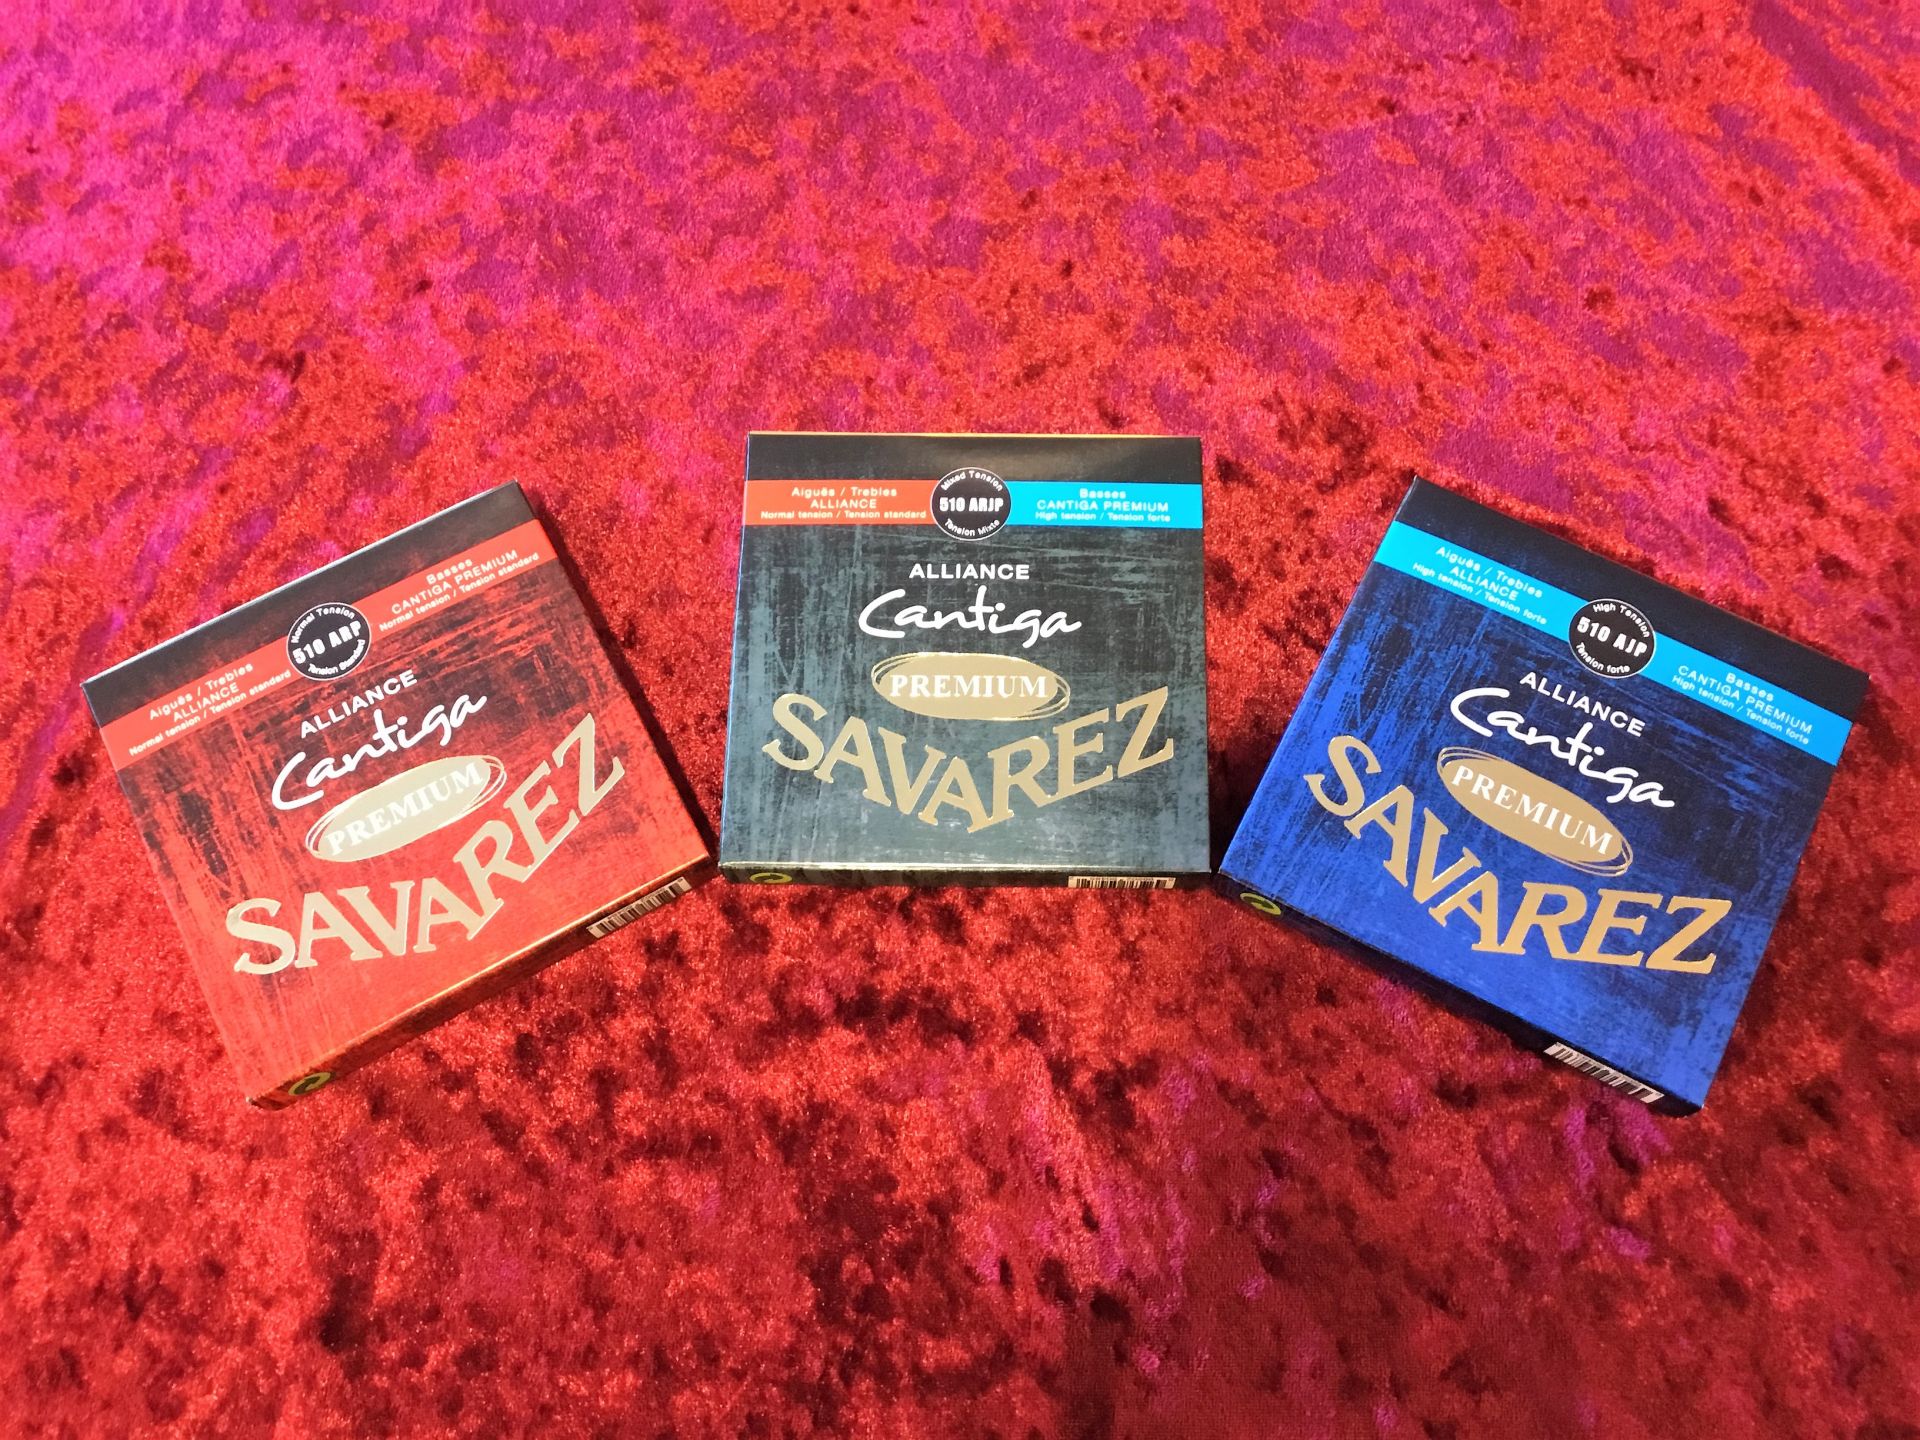 Normal Tension
510 ARP
Tension Standard
Aiguës / Trebles
ALLIANCE
Normal tension / Tension standard
Basses
CANTIGA PREMIUM
Normal tension / Tension standard
ALLIANCE
Cantiga
PREMIUM
SAVAREZ
Mixed Tension
510 ARJP
Tension Mixte
Aiguës / Trebles
ALLIANCE
Normal tension / Tension standard
Basses
CANTIGA PREMIUM
High tension / Tension forte
ALLIANCE
Cantiga
PREMIUM
SAVAREZ
High Tension
510 AJP
Tension forte
Aiguës / Trebles
ALLIANCE
High tension / Tension forte
Basses
CANTIGA PREMIUM
High tension / Tension forte
ALLIANCE
Cantiga
PREMIUM
SAVAREZ